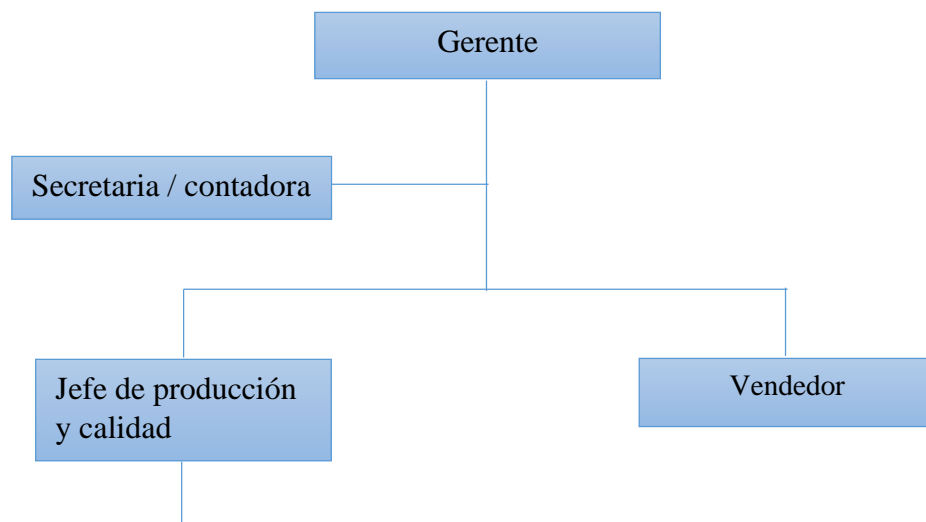 Gerente
Secretaria / contadora
Jefe de producción
y calidad
Vendedor